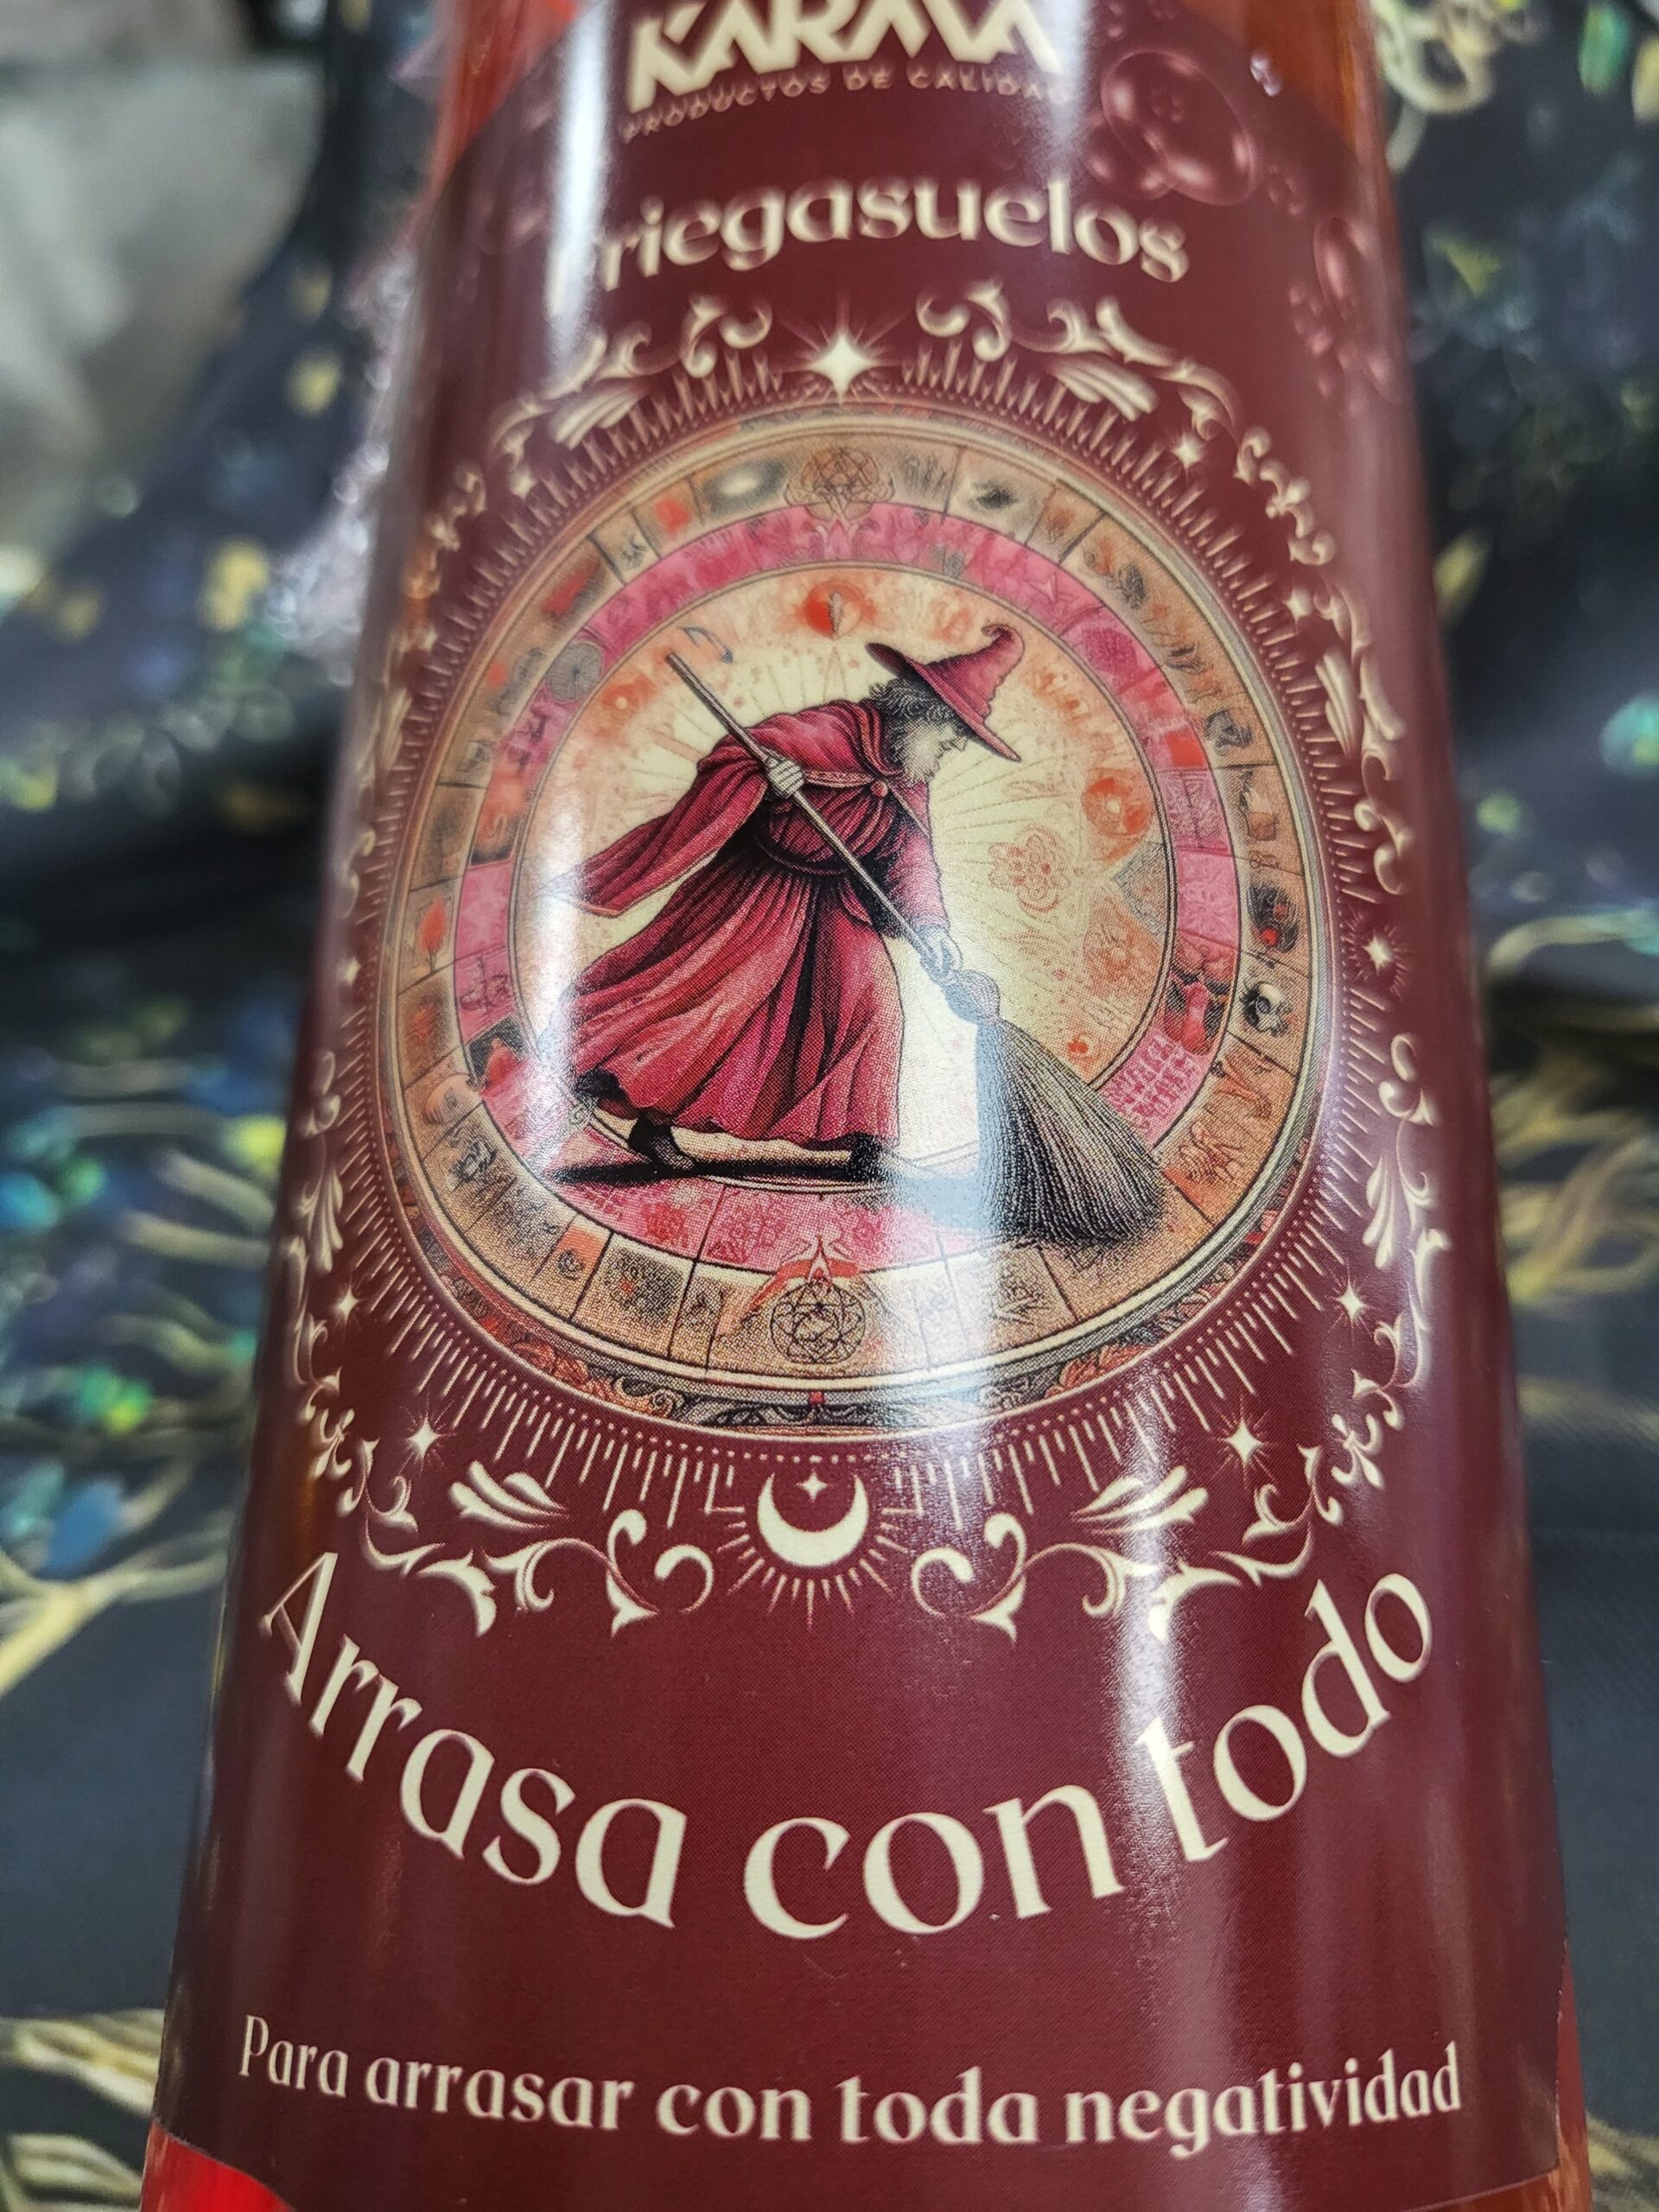 KARMA
PRODUCTOS DE CALIDAD
Friegasuelos
Arrasa con todo
Para arrasar con toda negatividad